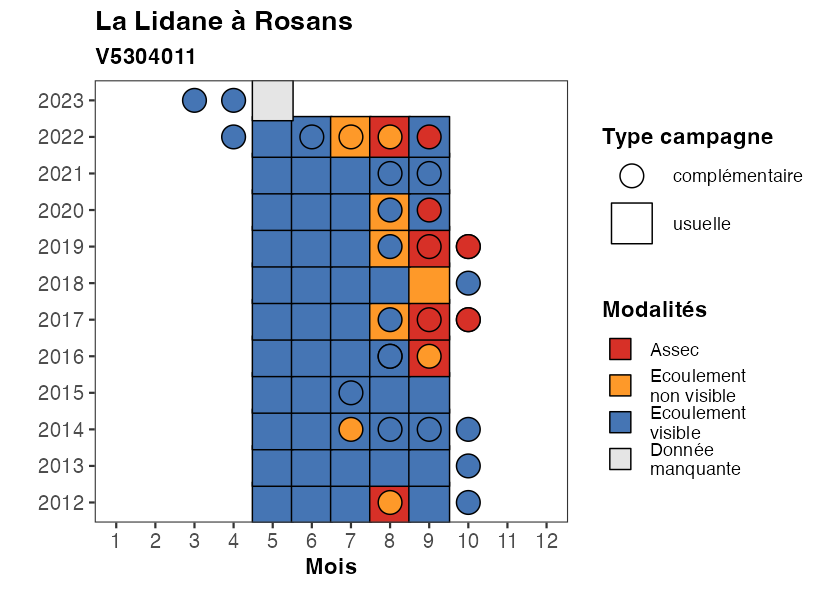 La Lidane à Rosans
V5304011
2023
2022
2021
2020
2019
2018
2017
2016
2015
2014
2013
2012
1 2 3 4 5 6 7 8 9 10 11 12
Mois
Type campagne
complémentaire
usuelle
Modalités
Assec
Ecoulement
non visible
Ecoulement
visible
Donnée
manquante